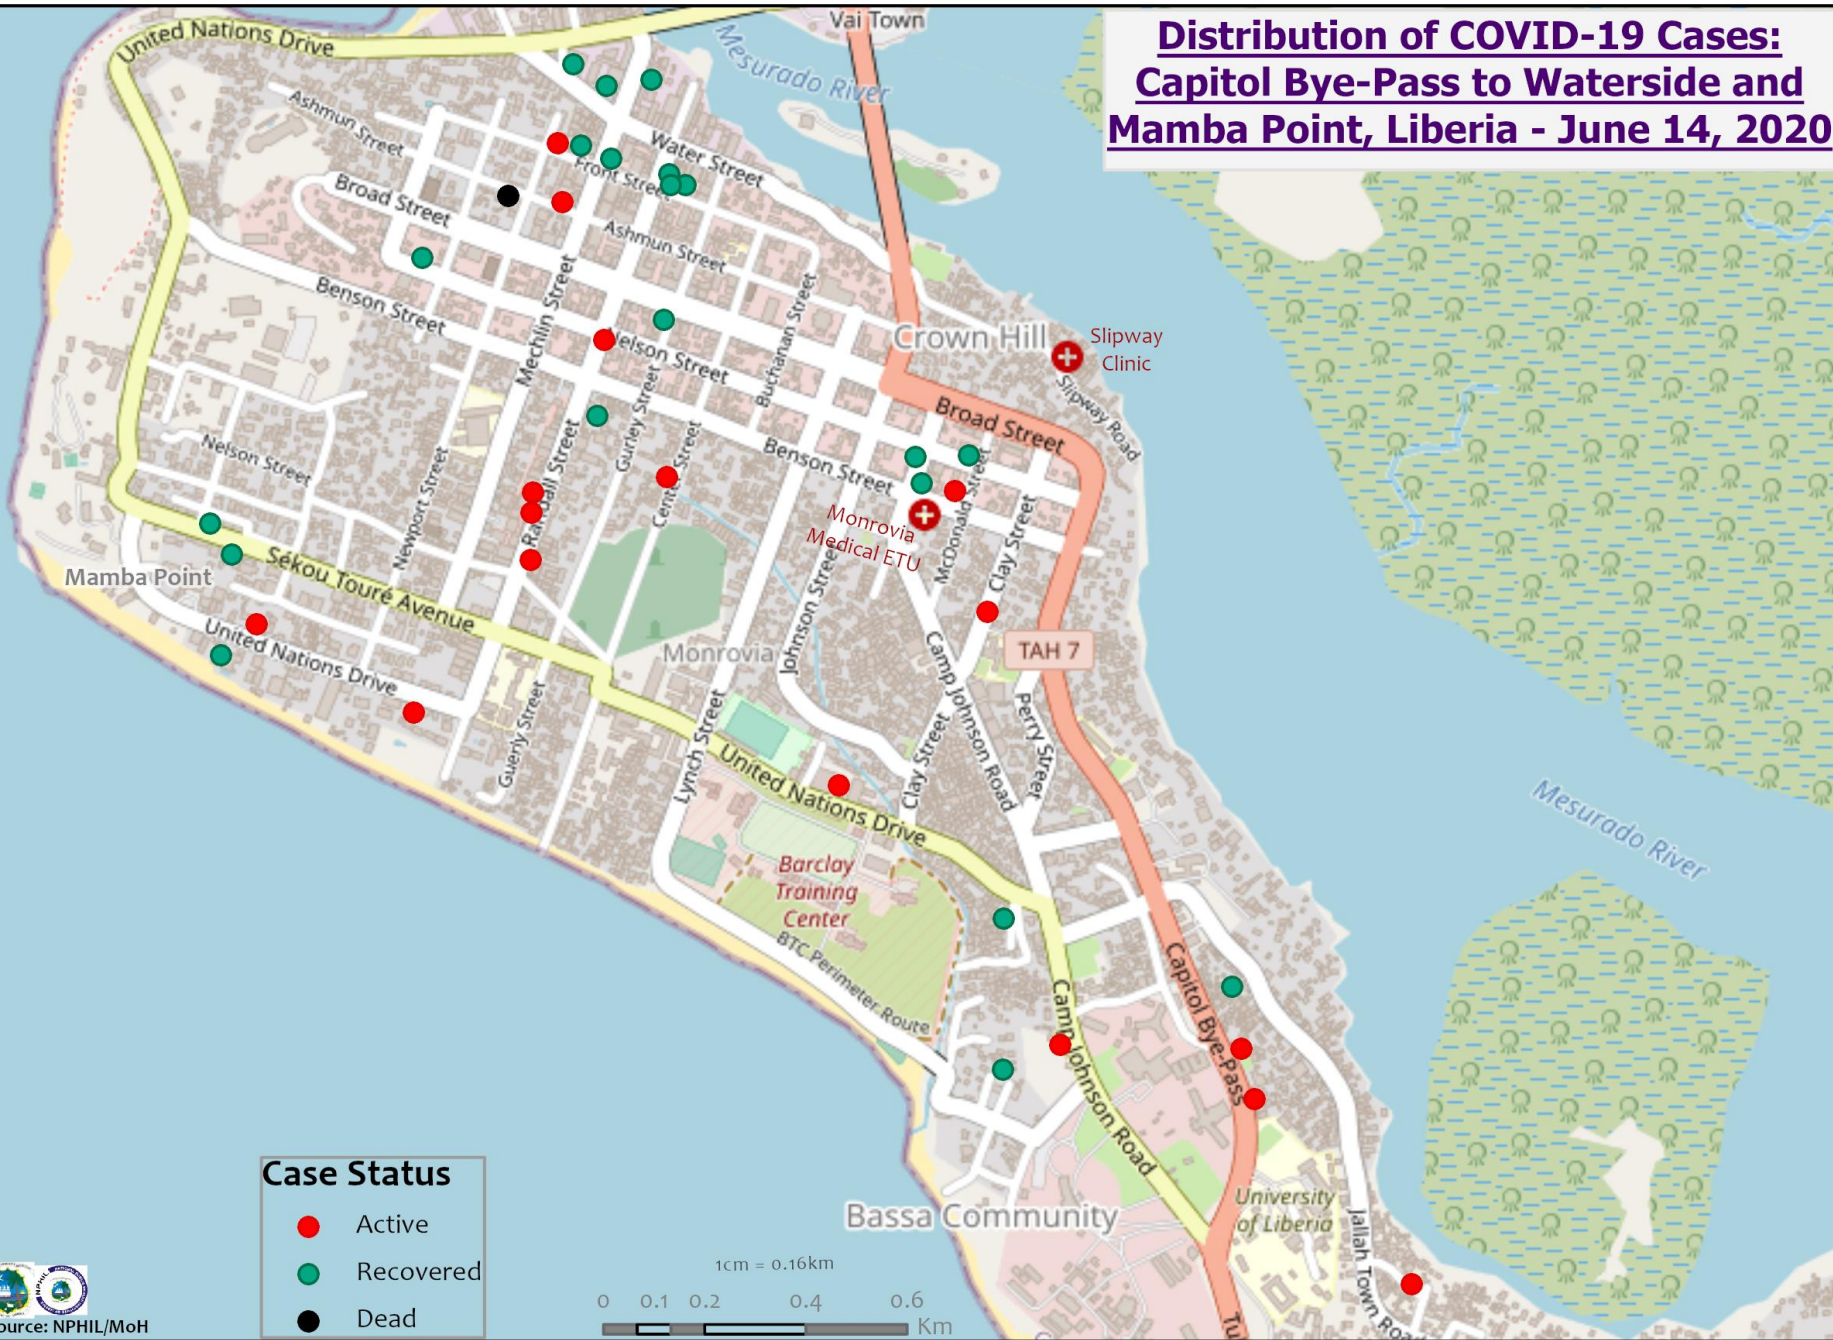 Distribution of COVID-19 Cases:
Capitol Bye-Pass to Waterside and
Mamba Point, Liberia - June 14, 2020
Vai Town
United Nations Drive
Mesurado River
Ashmun Street
Water Street
Front Street
Broad Street
Ashmun Street
Benson Street
Mechlin Street
Buchanan Street
Crown Hill
Slipway
Clinic
Slipway Road
Nelson Street
Gurley Street
Broad Street
Nelson Street
Newport Street
Randall Street
Center Street
Benson Street
Monrovia
Medical ETU
McDonald Street
Clay Street
Mamba Point
Sékou Touré Avenue
United Nations Drive
Monrovia
Johnson Street
TAH 7
Camp Johnson Road
Perry Street
Guerly Street
Lynch Street
Clay Street
United Nations Drive
Mesurado River
Barclay
Training
Center
BTC Perimeter Route
Capitol Bye-Pass
Camp Johnson Road
Bassa Community
University
of Liberia
Jallah Town Road
Tu
Case Status
Active
Recovered
Dead
1cm = 0.16km
0 0.1 0.2 0.4 0.6
Km
NPHIL
ource: NPHIL/MoH